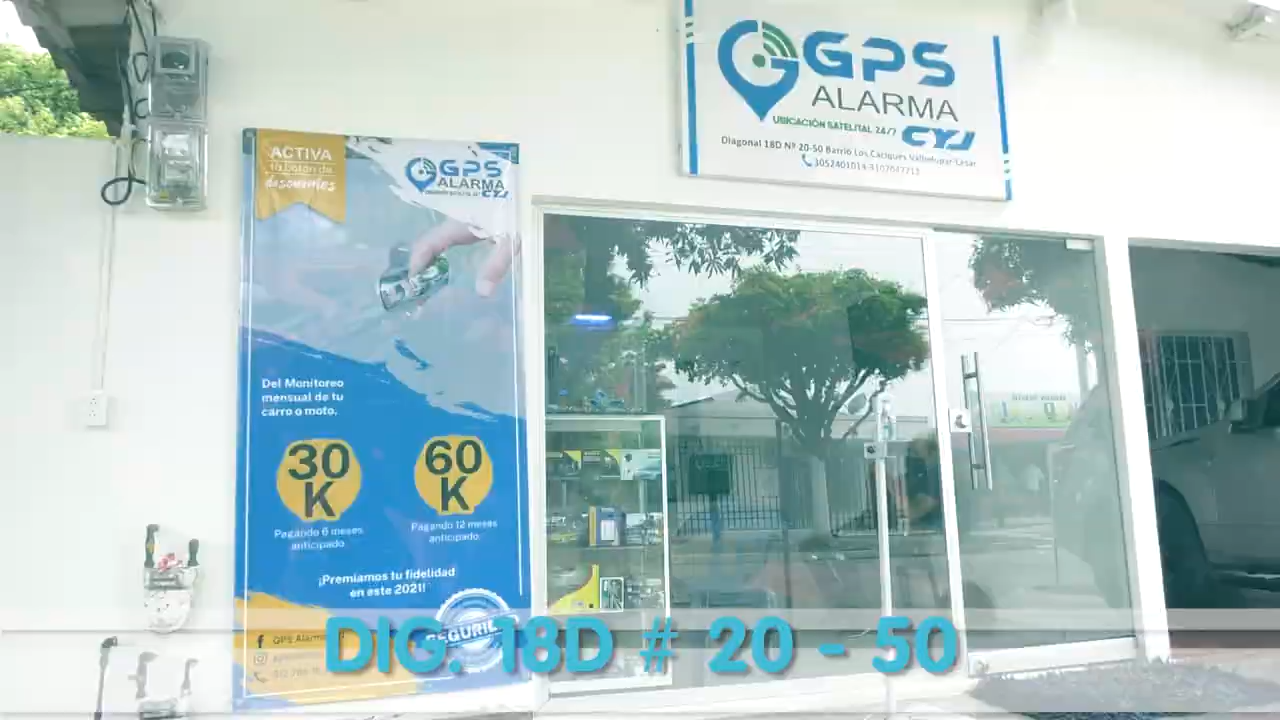 GPS
ALARMA
UBICACIÓN SATELITAL 24/7
CYJ
Diagonal 18D Nº 20-50 Barrio Los Caciques Valledupar-Cesar
ACTIVA
tu botón de
descuentos
GPS
ALARMA
CYJ
Del Monitoreo
mensual de tu
carro o moto.
30
K
60
K
Pagando 6 meses
anticipado
Pagando 12 meses
anticipado
¡Premiamos tu fidelidad
en este 2021!
GPS
DIG. 18D # 20 - 50